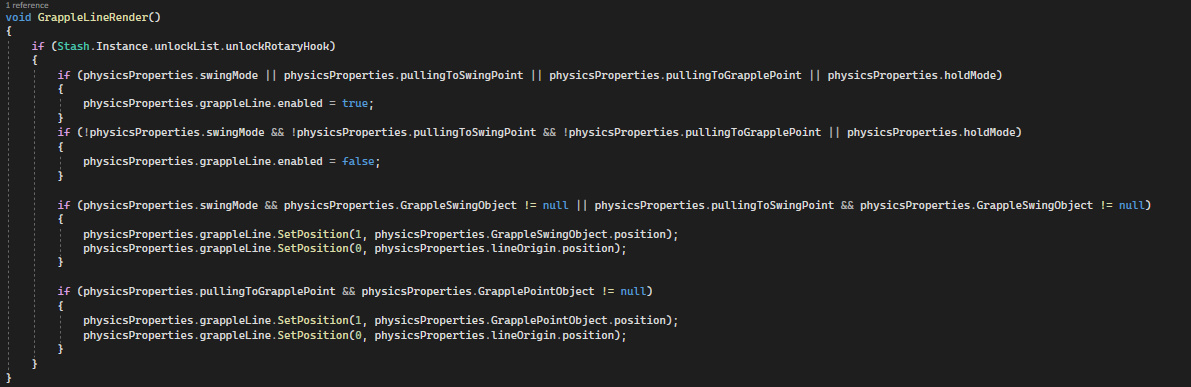 1 reference
void GrappleLineRender()
{
if (Stash.Instance.unlockList.unlockRotaryHook)
{
if (physicsProperties.swingMode || physicsProperties.pullingToSwingPoint || physicsProperties.pullingToGrapplePoint || physicsProperties.holdMode)
{
physicsProperties.grappleLine.enabled = true;
}
if (!physicsProperties.swingMode && !physicsProperties.pullingToSwingPoint && !physicsProperties.pullingToGrapplePoint || physicsProperties.holdMode)
{
physicsProperties.grappleLine.enabled = false;
}
if (physicsProperties.swingMode && physicsProperties.GrappleSwingObject != null || physicsProperties.pullingToSwingPoint && physicsProperties.GrappleSwingObject != null)
{
physicsProperties.grappleLine.SetPosition(1, physicsProperties.GrappleSwingObject.position);
physicsProperties.grappleLine.SetPosition(0, physicsProperties.lineOrigin.position);
}
if (physicsProperties.pullingToGrapplePoint && physicsProperties.GrapplePointObject != null)
{
physicsProperties.grappleLine.SetPosition(1, physicsProperties.GrapplePointObject.position);
physicsProperties.grappleLine.SetPosition(0, physicsProperties.lineOrigin.position);
}
}
}